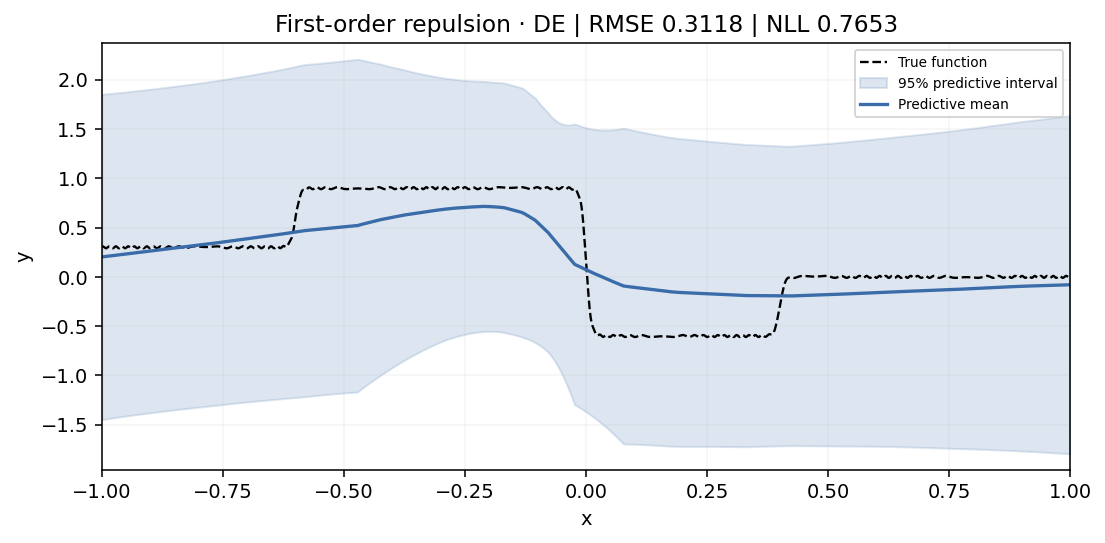 First-order repulsion · DE | RMSE 0.3118 | NLL 0.7653
True function
95% predictive interval
Predictive mean
2.0
1.5
1.0
0.5
0.0
−0.5
−1.0
−1.5
y
−1.00 −0.75 −0.50 −0.25 0.00 0.25 0.50 0.75 1.00
x